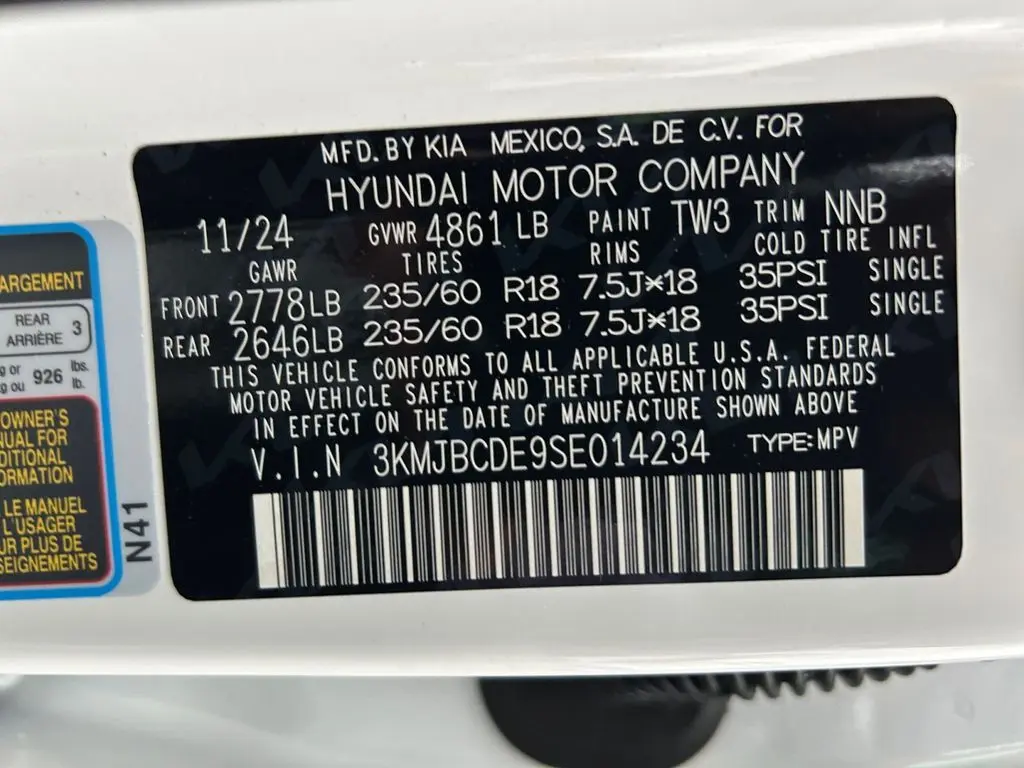 MFD. BY KIA MEXICO, S.A. DE C.V. FOR
HYUNDAI MOTOR COMPANY
11/24 GVWR 4861 LB PAINT TW3 TRIM NNB
GAWR TIRES RIMS COLD TIRE INFL
FRONT 2778LB 235/60 R18 7.5J*18 35PSI SINGLE
REAR 2646LB 235/60 R18 7.5J*18 35PSI SINGLE
THIS VEHICLE CONFORMS TO ALL APPLICABLE U.S.A. FEDERAL
MOTOR VEHICLE SAFETY AND THEFT PREVENTION STANDARDS
IN EFFECT ON THE DATE OF MANUFACTURE SHOWN ABOVE
V.I.N 3KMJBCDE9SE014234 TYPE:MPV
ARGEMENT
REAR
ARRIÈRE 3
g or lbs.
g ou 926 lb.
OWNER'S
NUAL FOR
DITIONAL
ORMATION
LE MANUEL
L'USAGER
UR PLUS DE
SEIGNEMENTS
N41